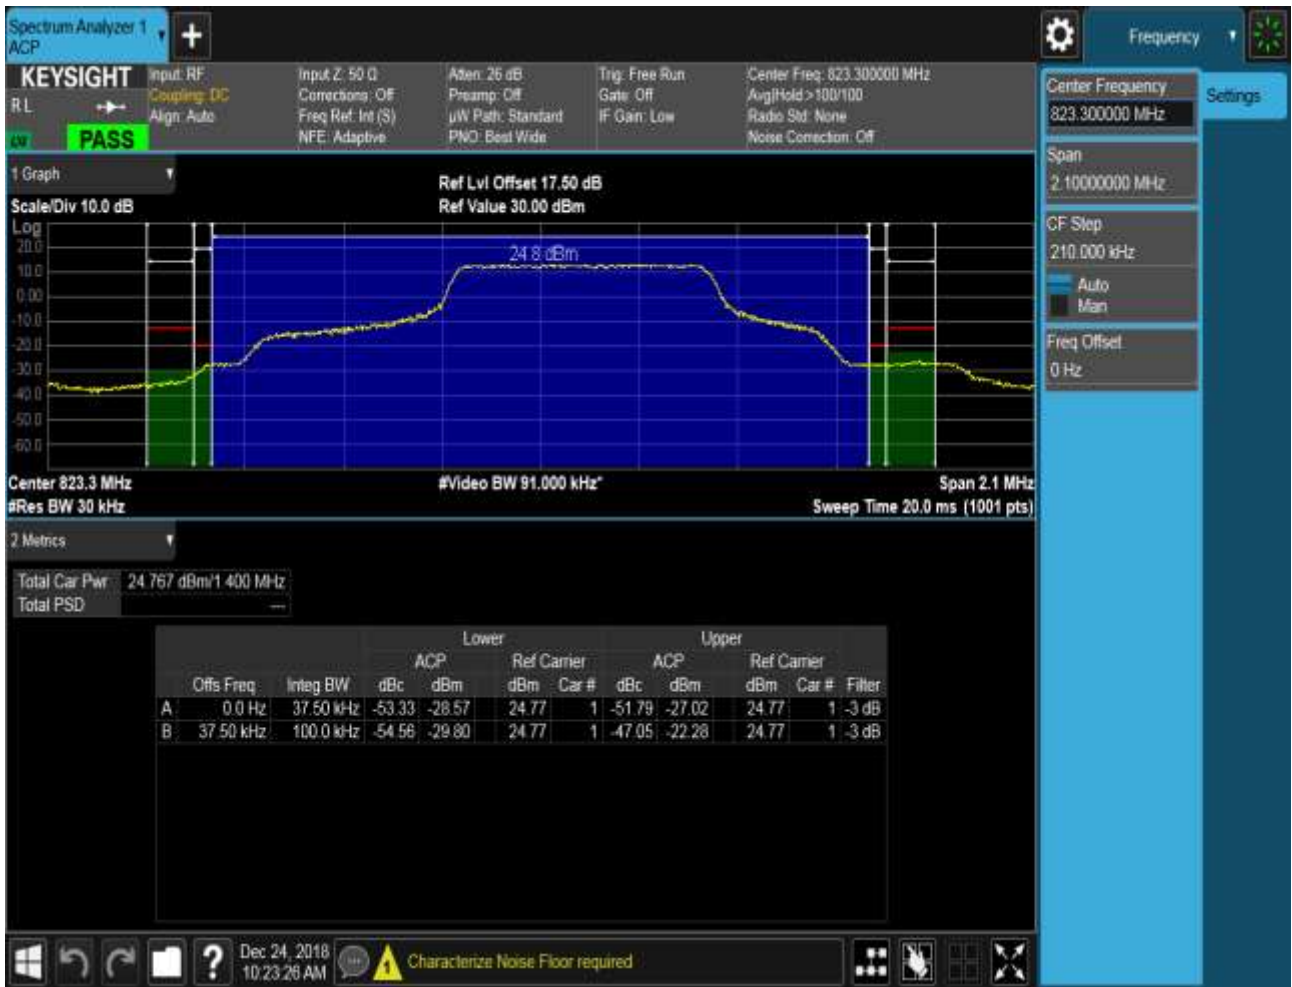 Spectrum Analyzer 1
ACP
Frequency
KEYSIGHT
R L
PASS
Input: RF
Coupling: DC
Align: Auto
Input Z: 50 Ω
Corrections: Off
Freq Ref: Int (S)
NFE: Adaptive
Atten: 26 dB
Preamp: Off
µW Path: Standard
PNO: Best Wide
Trig: Free Run
Gate: Off
IF Gain: Low
Center Freq: 823.300000 MHz
Avg|Hold:>100/100
Radio Std: None
Noise Correction: Off
Center Frequency
823.300000 MHz
Settings
Span
2.10000000 MHz
CF Step
210.000 kHz
Auto
Man
Freq Offset
0 Hz
1 Graph
Scale/Div 10.0 dB
Ref Lvl Offset 17.50 dB
Ref Value 30.00 dBm
Log
20.0
10.0
0.00
-10.0
-20.0
-30.0
-40.0
-50.0
-60.0
24.8 dBm
Center 823.3 MHz
#Video BW 91.000 kHz*
Span 2.1 MHz
#Res BW 30 kHz
Sweep Time 20.0 ms (1001 pts)
2 Metrics
Total Car Pwr 24.767 dBm/1.400 MHz
Total PSD ---
Lower Upper
ACP Ref Carrier ACP Ref Carrier
Offs Freq Integ BW dBc dBm dBm Car # dBc dBm dBm Car # Filter
A 0.0 Hz 37.50 kHz -53.33 -28.57 24.77 1 -51.79 -27.02 24.77 1 -3 dB
B 37.50 kHz 100.0 kHz -54.56 -29.80 24.77 1 -47.05 -22.28 24.77 1 -3 dB
Dec 24, 2018
10:23:26 AM
1
Characterize Noise Floor required